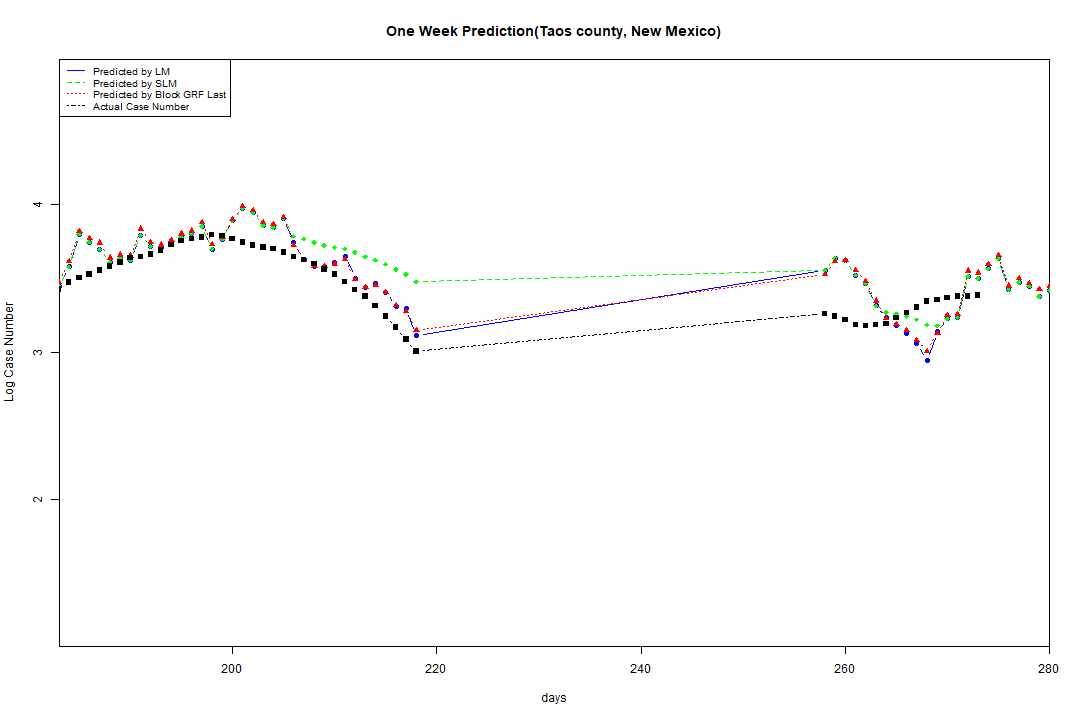 One Week Prediction(Taos county, New Mexico)
Predicted by LM
Predicted by SLM
Predicted by Block GRF Last
Actual Case Number
4
3
2
Log Case Number
200
220
240
260
280
days